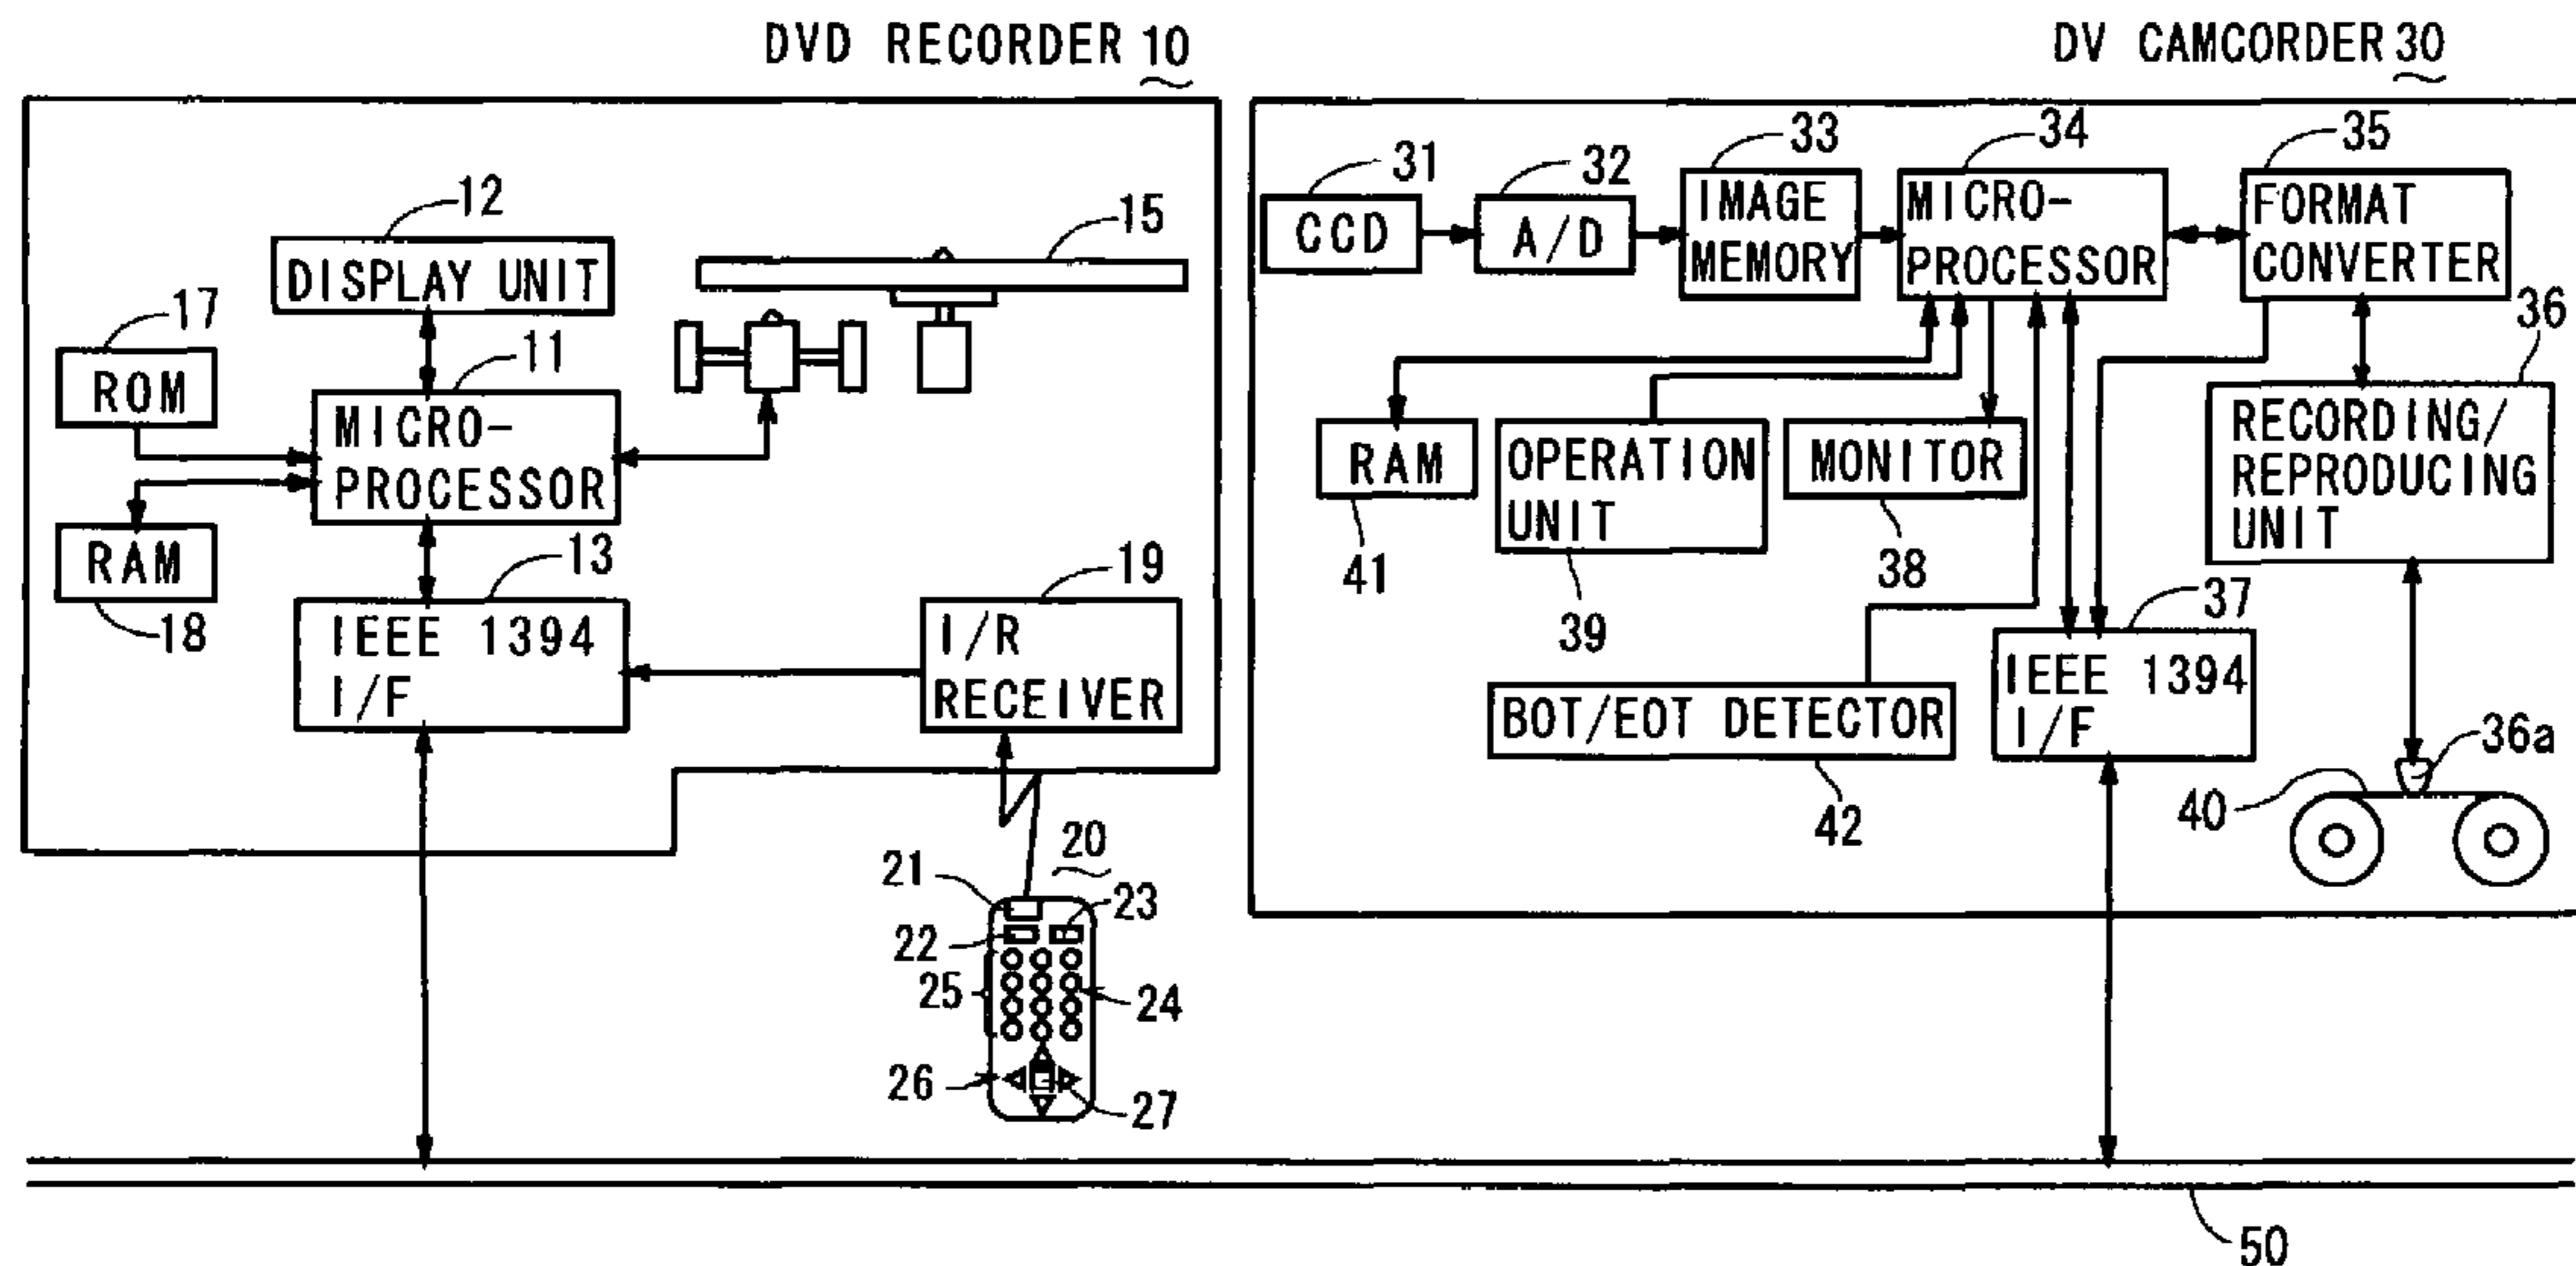 DVD RECORDER 10
DV CAMCORDER 30
12
DISPLAY UNIT
15
17
ROM
11
MICRO-
PROCESSOR
RAM
18
13
IEEE 1394
I/F
19
I/R
RECEIVER
20
21
22
23
24
25
26
27
31
CCD
32
A/D
33
IMAGE
MEMORY
34
MICRO-
PROCESSOR
35
FORMAT
CONVERTER
36
RECORDING/
REPRODUCING
UNIT
RAM
41
OPERATION
UNIT
39
MONITOR
38
BOT/EOT DETECTOR
42
37
IEEE 1394
I/F
36a
40
50